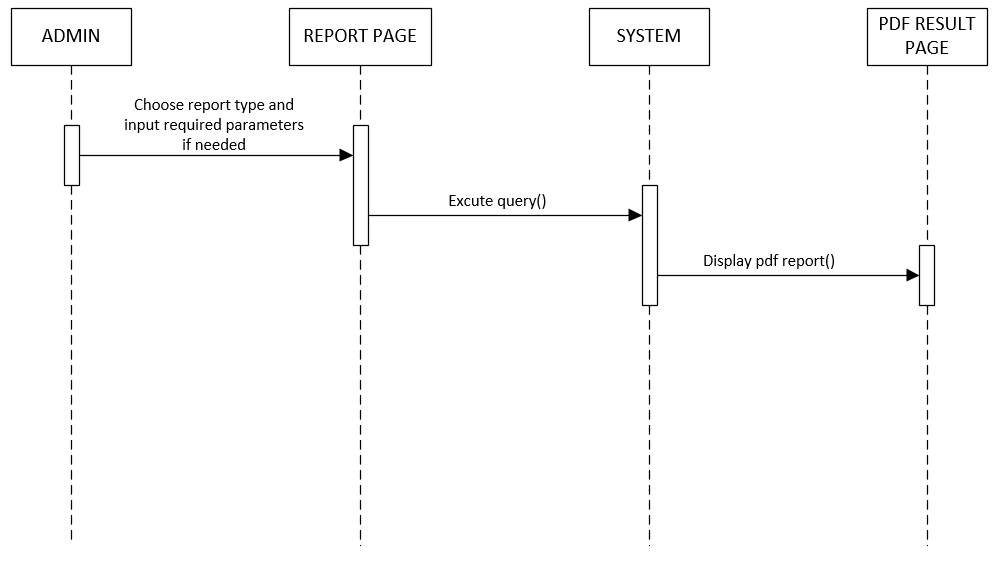 ADMIN
REPORT PAGE
SYSTEM
PDF RESULT
PAGE
Choose report type and
input required parameters
if needed
Excute query()
Display pdf report()